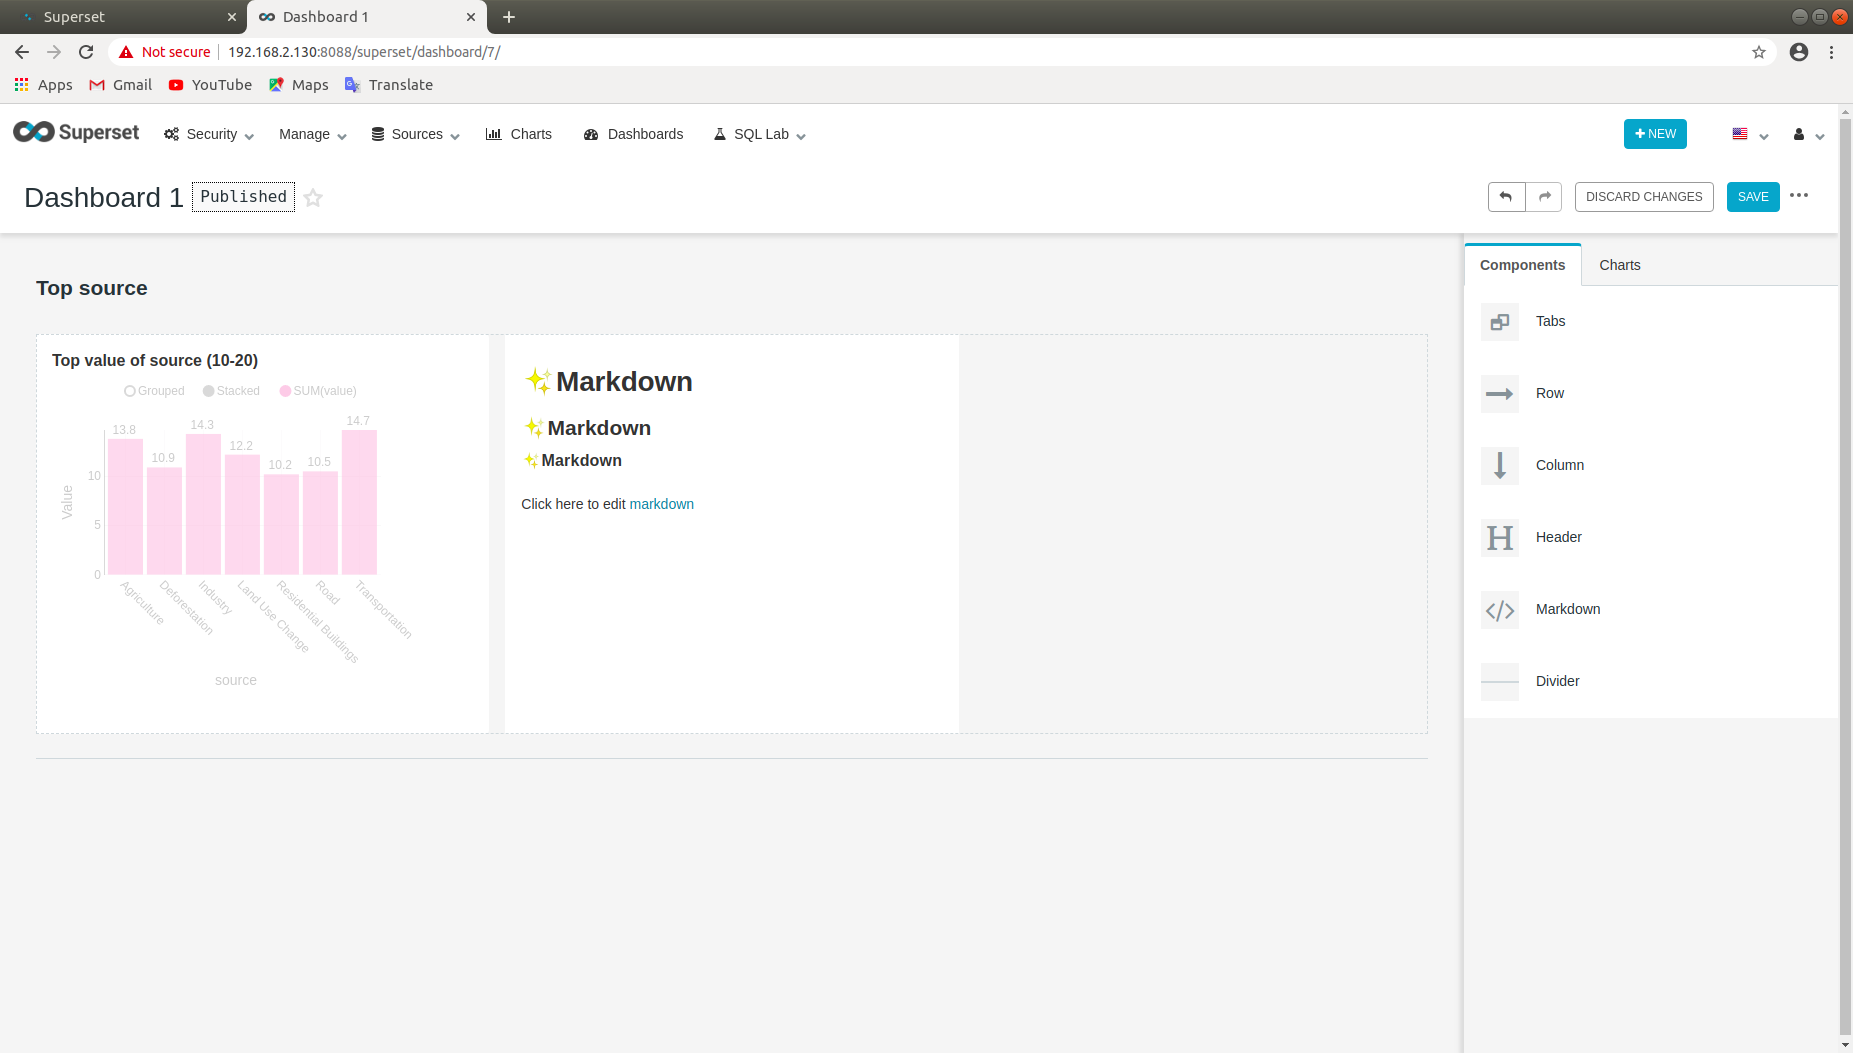 Superset
Dashboard 1
Not secure
192.168.2.130:8088/superset/dashboard/7/
Apps Gmail YouTube Maps Translate
Superset Security Manage Sources Charts Dashboards SQL Lab
+ NEW
Dashboard 1 Published
DISCARD CHANGES SAVE
Top source
Top value of source (10-20)
Grouped Stacked SUM(value)
Value
0
5
10
13.8
10.9
14.3
12.2
10.2
10.5
14.7
Agriculture
Deforestation
Industry
Land Use Change
Residential Buildings
Road
Transportation
source
✨Markdown
✨Markdown
✨Markdown
Click here to edit markdown
Components Charts
Tabs
Row
Column
H Header
</> Markdown
Divider